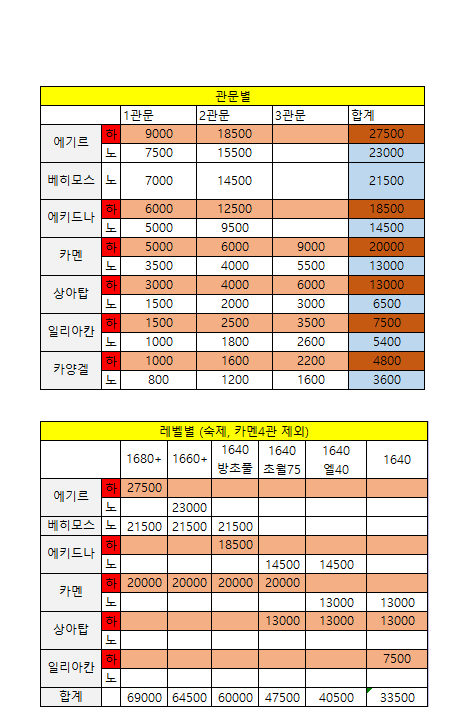 관문별
1관문 2관문 3관문 합계
에기르 하 9000 18500 27500
노 7500 15500 23000
베히모스 노 7000 14500 21500
에키드나 하 6000 12500 18500
노 5000 9500 14500
카멘 하 5000 6000 9000 20000
노 3500 4000 5500 13000
상아탑 하 3000 4000 6000 13000
노 1500 2000 3000 6500
일리아칸 하 1500 2500 3500 7500
노 1000 1800 2600 5400
카양겔 하 1000 1600 2200 4800
노 800 1200 1600 3600
레벨별 (숙제, 카멘4관 제외)
1680+ 1660+ 1640 방초풀 1640 초월75 1640 엘40 1640
에기르 하 27500
노 23000
베히모스 노 21500 21500 21500
에키드나 하 18500
노 14500 14500
카멘 하 20000 20000 20000 20000
노 13000 13000
상아탑 하 13000 13000 13000
노
일리아칸 하 7500
노
합계 69000 64500 60000 47500 40500 33500